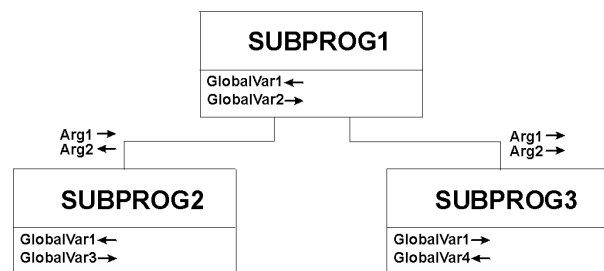 SUBPROG1
GlobalVar1←
GlobalVar2→
Arg1→
Arg2←
Arg1→
Arg2→
SUBPROG2
GlobalVar1←
GlobalVar3→
SUBPROG3
GlobalVar1→
GlobalVar4←